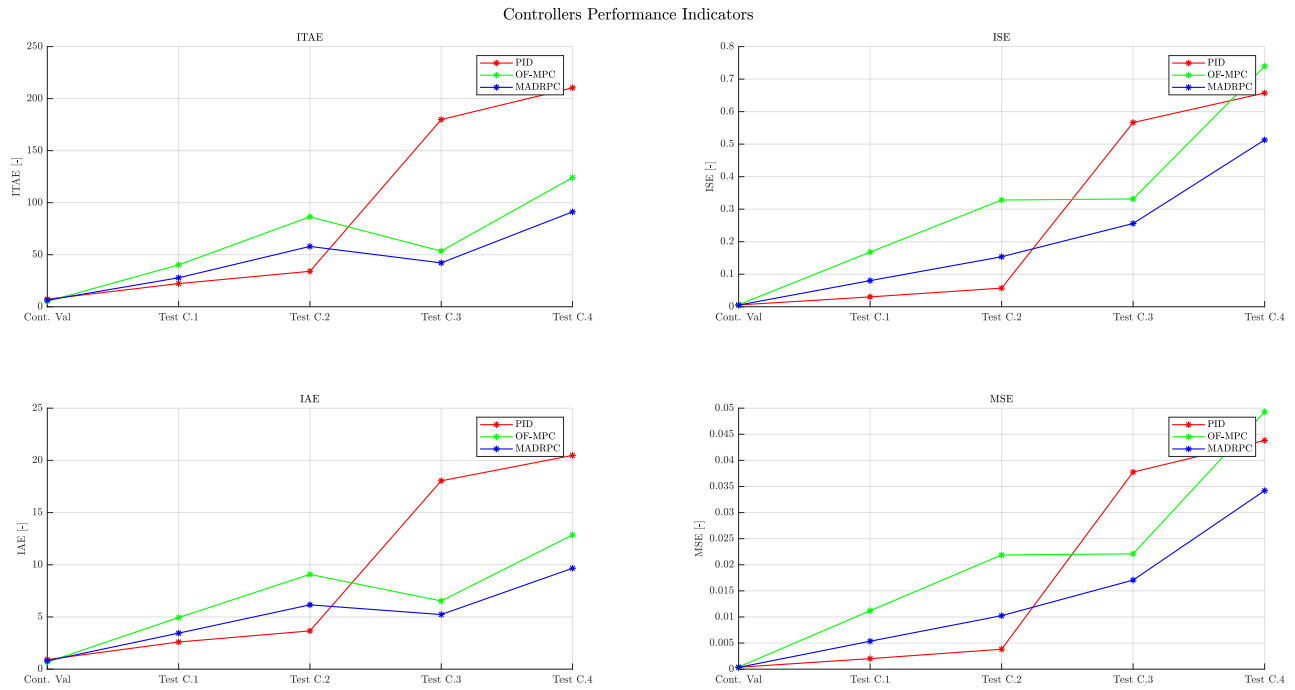 Controllers Performance Indicators
ITAE
250
200
150
100
50
0
ITAE [-]
Cont. Val
Test C.1
Test C.2
Test C.3
Test C.4
PID
OF-MPC
MADRPC
ISE
0.8
0.7
0.6
0.5
0.4
0.3
0.2
0.1
0
ISE [-]
Cont. Val
Test C.1
Test C.2
Test C.3
Test C.4
PID
OF-MPC
MADRPC
IAE
25
20
15
10
5
0
IAE [-]
Cont. Val
Test C.1
Test C.2
Test C.3
Test C.4
PID
OF-MPC
MADRPC
MSE
0.05
0.045
0.04
0.035
0.03
0.025
0.02
0.015
0.01
0.005
0
MSE [-]
Cont. Val
Test C.1
Test C.2
Test C.3
Test C.4
PID
OF-MPC
MADRPC